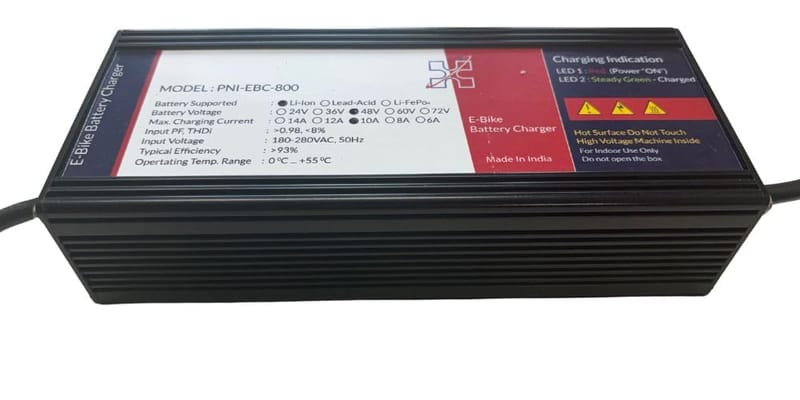 E-Bike Battery Charger
MODEL: PNI-EBC-800
Battery Supported : ● Li-Ion ○ Lead-Acid ○ Li-FePo₄
Battery Voltage : ○ 24V ○ 36V ● 48V ○ 60V ○ 72V
Max. Charging Current : ○ 14A ○ 12A ● 10A ○ 8A ○ 6A
Input PF, THDi : >0.98, <8%
Input Voltage : 180-280VAC, 50Hz
Typical Efficiency : >93%
Opertating Temp. Range : 0°C ... +55°C
E-Bike
Battery Charger
Made In India
Charging Indication
LED 1 : Red (Power "ON")
LED 2 : Steady Green - Charged
Hot Surface Do Not Touch
High Voltage Machine Inside
For Indoor Use Only
Do not open the box